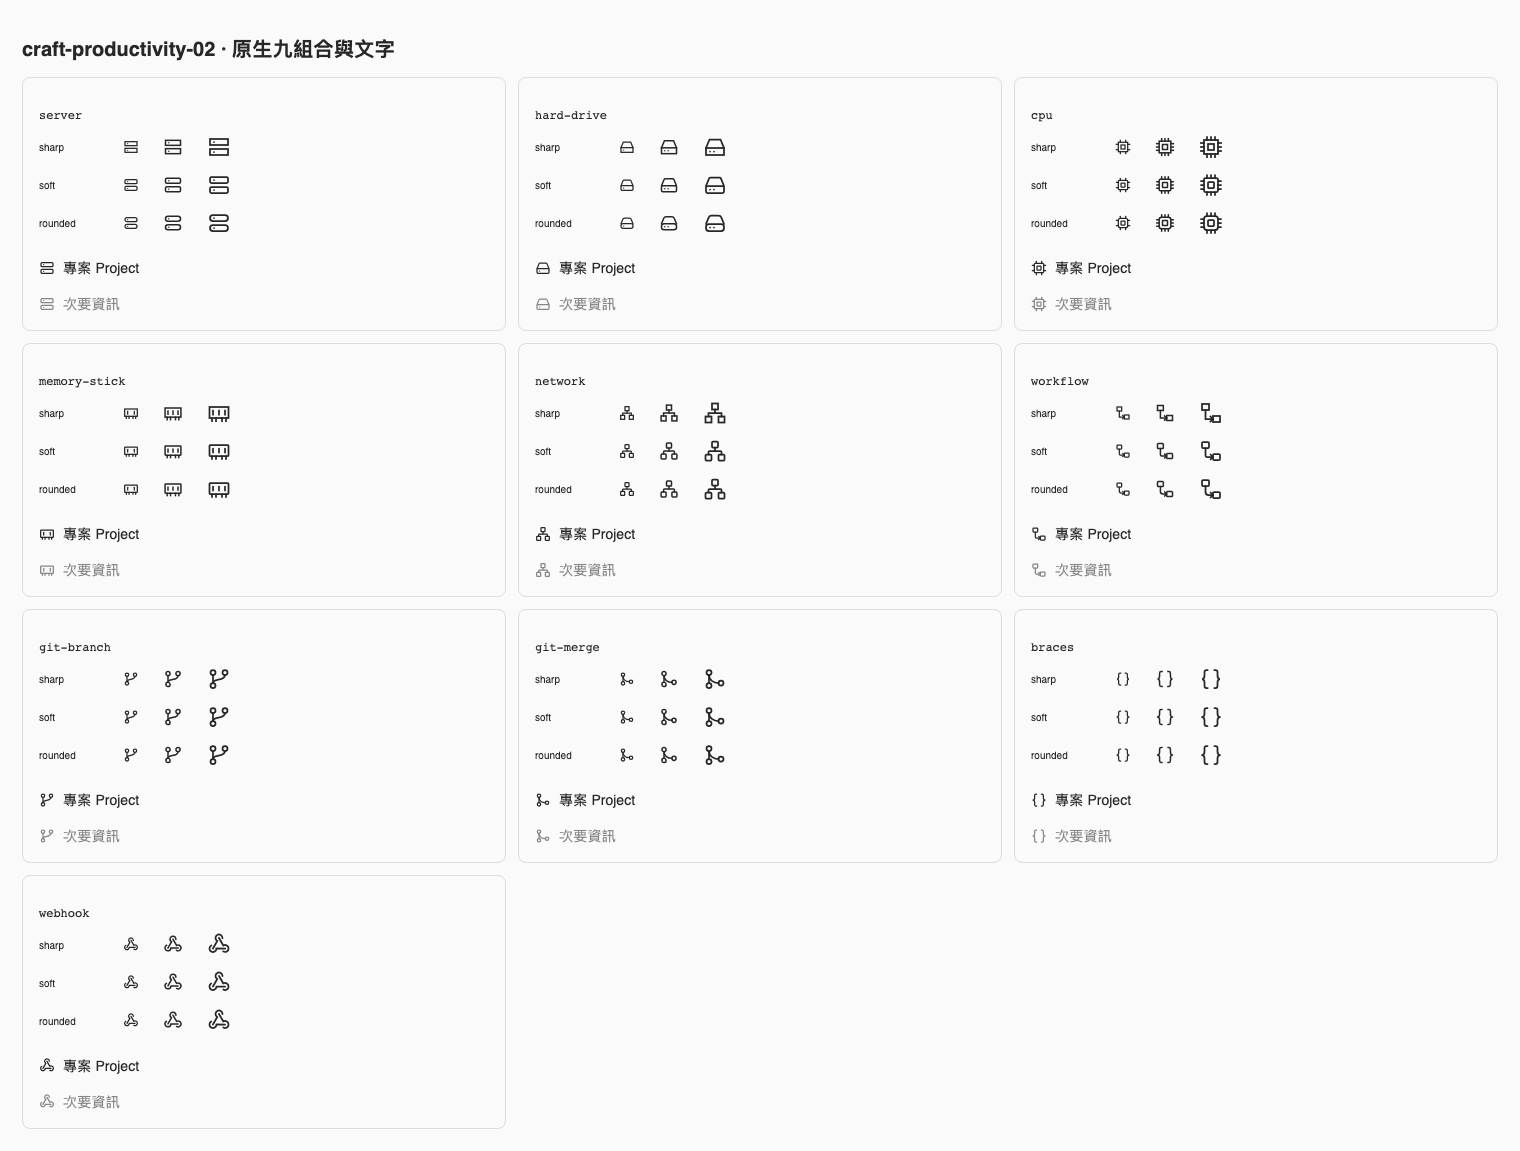 craft-productivity-02 · 原生九組合與文字
server
sharp
soft
rounded
專案 Project
次要資訊
hard-drive
sharp
soft
rounded
專案 Project
次要資訊
cpu
sharp
soft
rounded
專案 Project
次要資訊
memory-stick
sharp
soft
rounded
專案 Project
次要資訊
network
sharp
soft
rounded
專案 Project
次要資訊
workflow
sharp
soft
rounded
專案 Project
次要資訊
git-branch
sharp
soft
rounded
專案 Project
次要資訊
git-merge
sharp
soft
rounded
專案 Project
次要資訊
braces
sharp
soft
rounded
專案 Project
次要資訊
webhook
sharp
soft
rounded
專案 Project
次要資訊